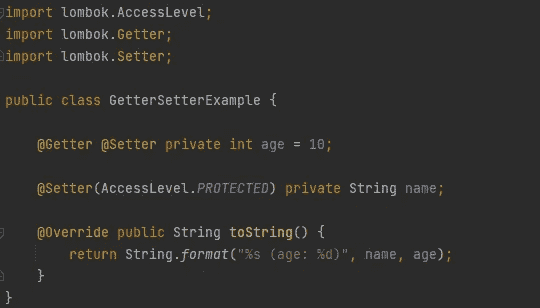 import lombok.AccessLevel;
import lombok.Getter;
import lombok.Setter;

public class GetterSetterExample {

    @Getter @Setter private int age = 10;

    @Setter(AccessLevel.PROTECTED) private String name;

    @Override public String toString() {
        return String.format("%s (age: %d)", name, age);
    }
}